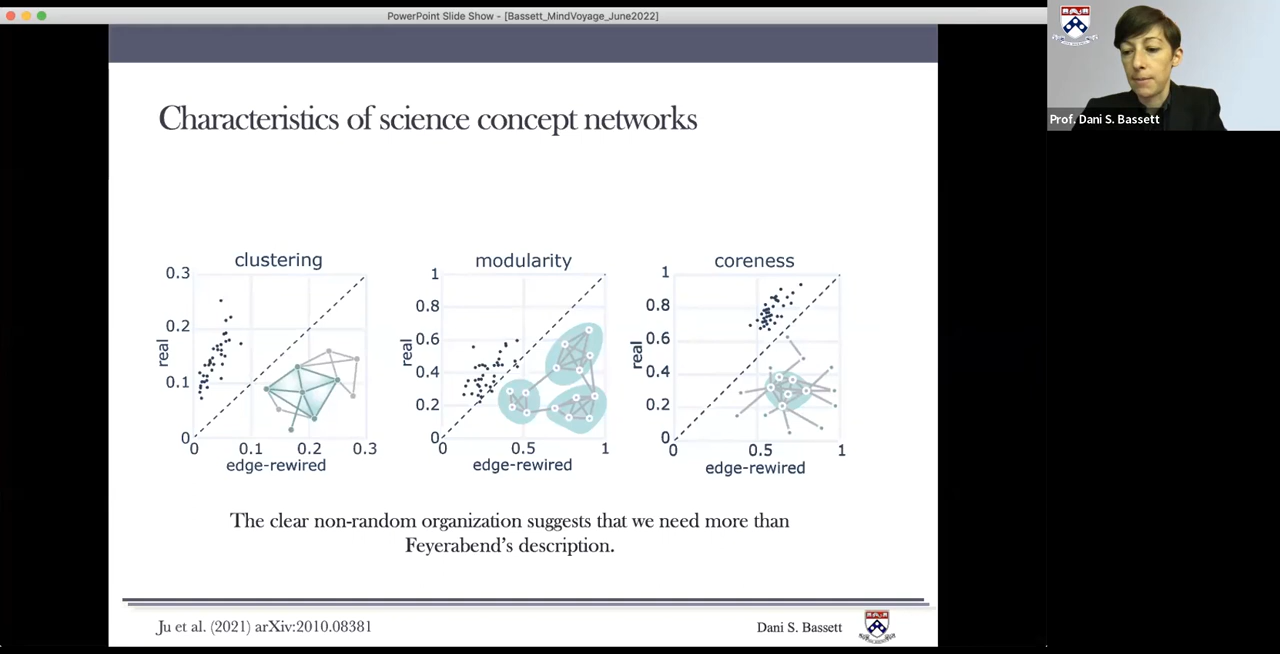 PowerPoint Slide Show - [Bassett_MindVoyage_June2022]
Prof. Dani S. Bassett
Characteristics of science concept networks
clustering
0.3
0.2
0.1
0
real
0
0.1
0.2
0.3
edge-rewired
modularity
1
0.8
0.6
0.4
0.2
0
real
0
0.5
1
edge-rewired
coreness
1
0.8
0.6
0.4
0.2
0
real
0
0.5
1
edge-rewired
The clear non-random organization suggests that we need more than
Feyerabend's description.
Ju et al. (2021) arXiv:2010.08381
Dani S. Bassett